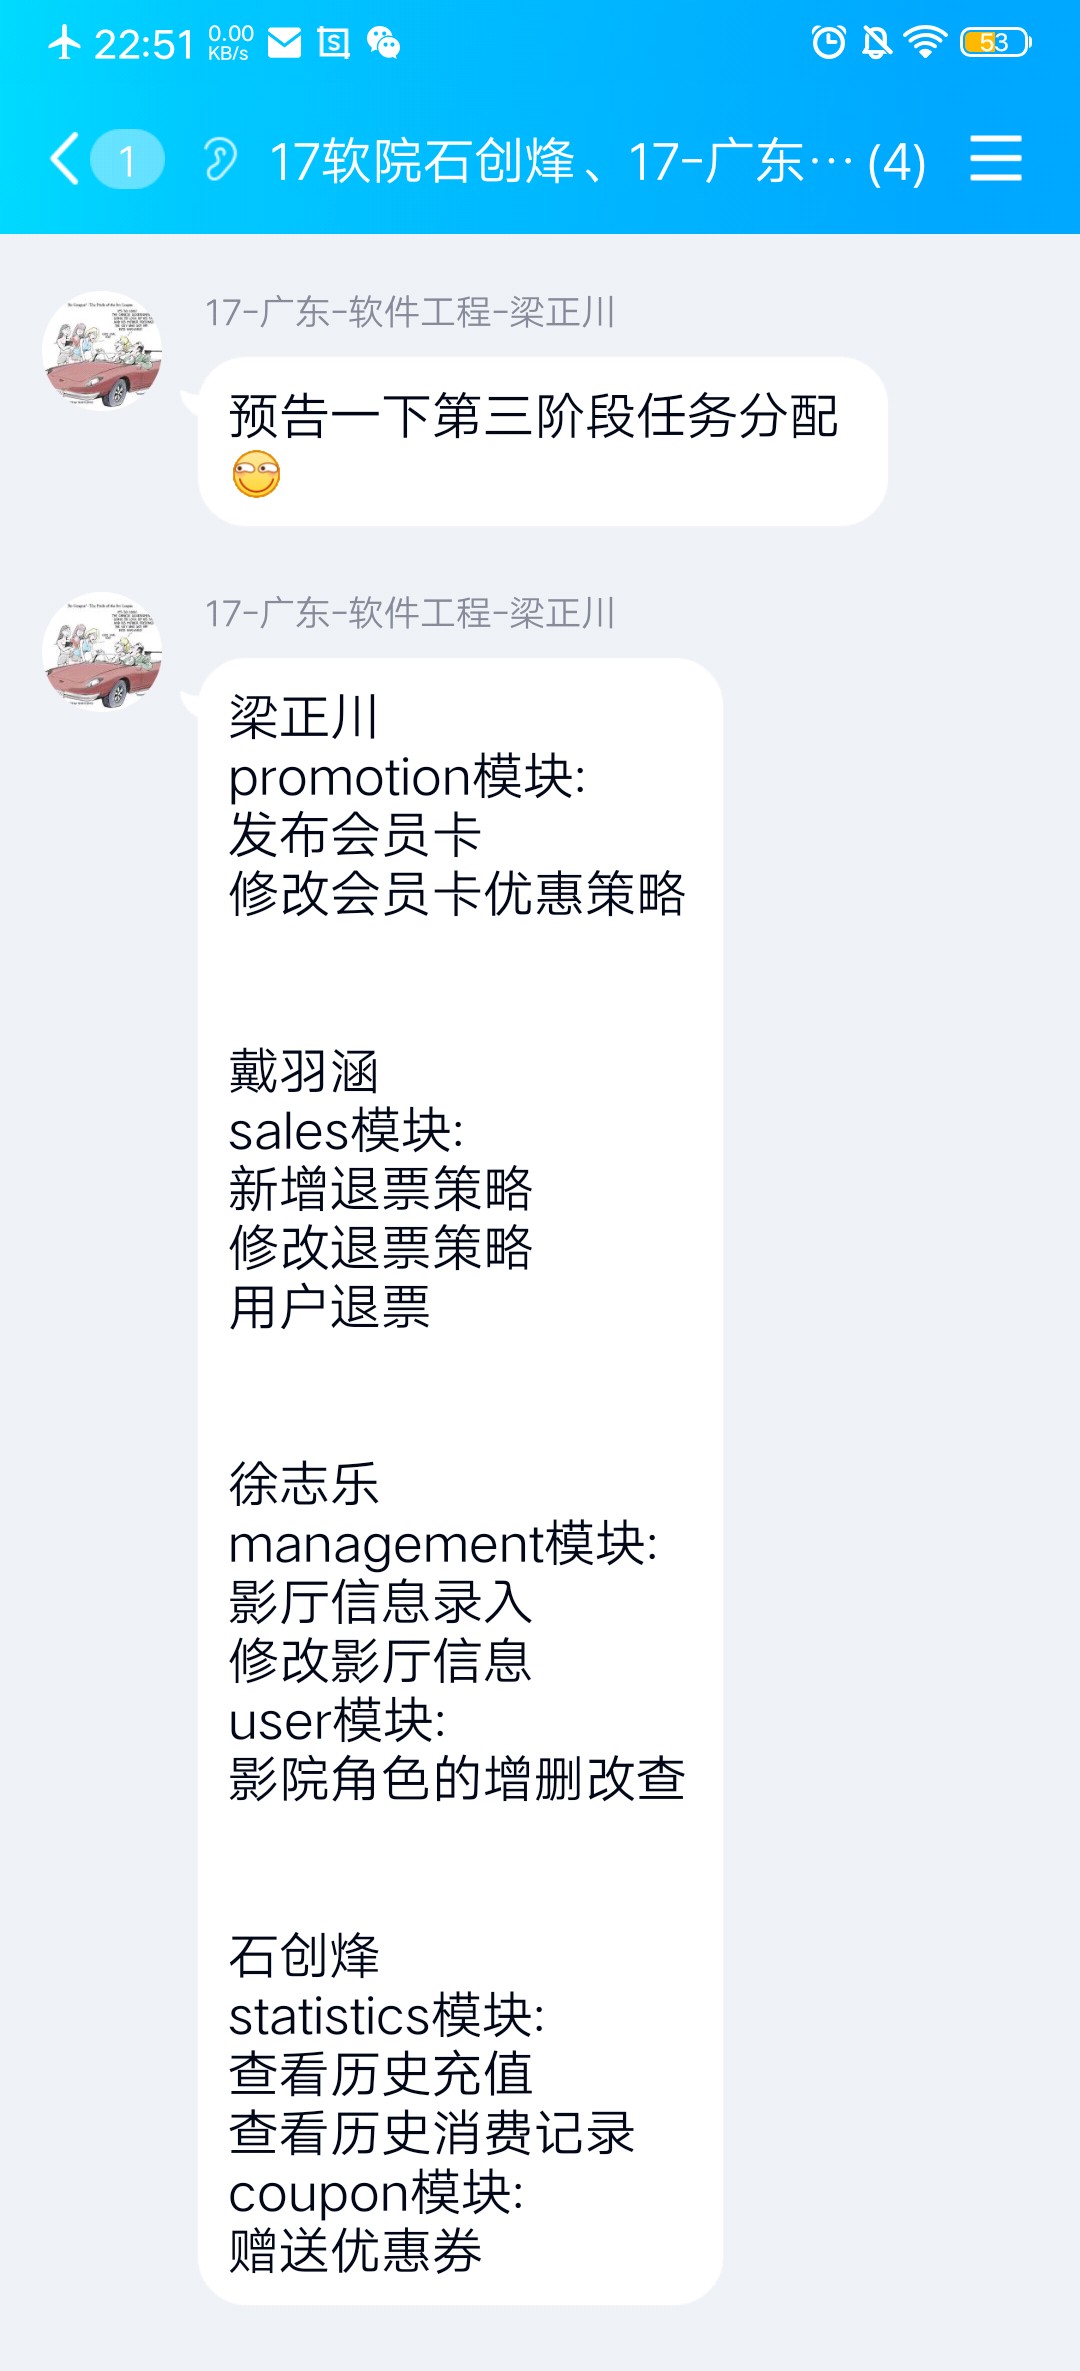 22:51 0.00 KB/s 53
1 17软院石创烽、17-广东…(4)
17-广东-软件工程-梁正川
预告一下第三阶段任务分配
17-广东-软件工程-梁正川
梁正川
promotion模块:
发布会员卡
修改会员卡优惠策略
戴羽涵
sales模块:
新增退票策略
修改退票策略
用户退票
徐志乐
management模块:
影厅信息录入
修改影厅信息
user模块:
影院角色的增删改查
石创烽
statistics模块:
查看历史充值
查看历史消费记录
coupon模块:
赠送优惠券